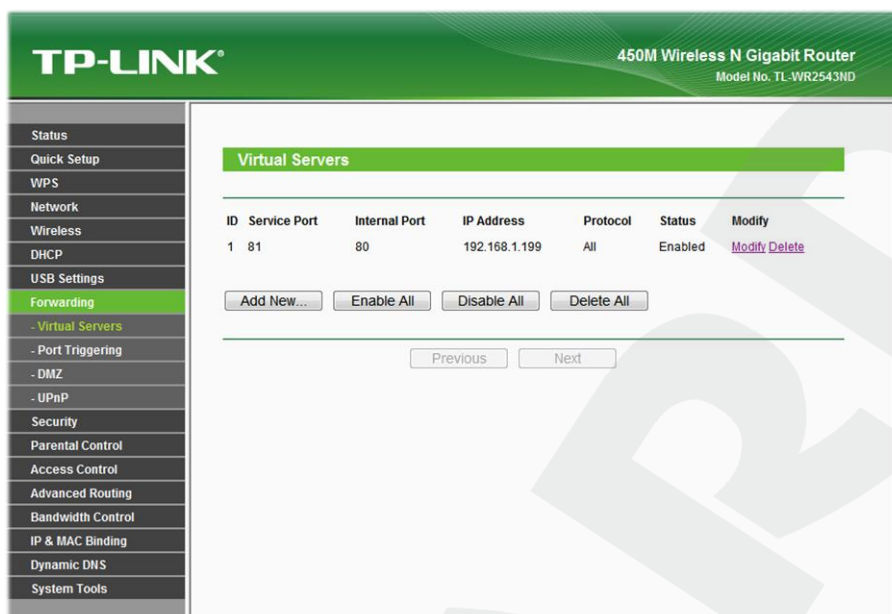 TP-LINK®
450M Wireless N Gigabit Router
Model No. TL-WR2543ND
Status
Quick Setup
WPS
Network
Wireless
DHCP
USB Settings
Forwarding
- Virtual Servers
- Port Triggering
- DMZ
- UPnP
Security
Parental Control
Access Control
Advanced Routing
Bandwidth Control
IP & MAC Binding
Dynamic DNS
System Tools
Virtual Servers
ID Service Port Internal Port IP Address Protocol Status Modify
1 81 80 192.168.1.199 All Enabled Modify Delete
Add New... Enable All Disable All Delete All
Previous Next